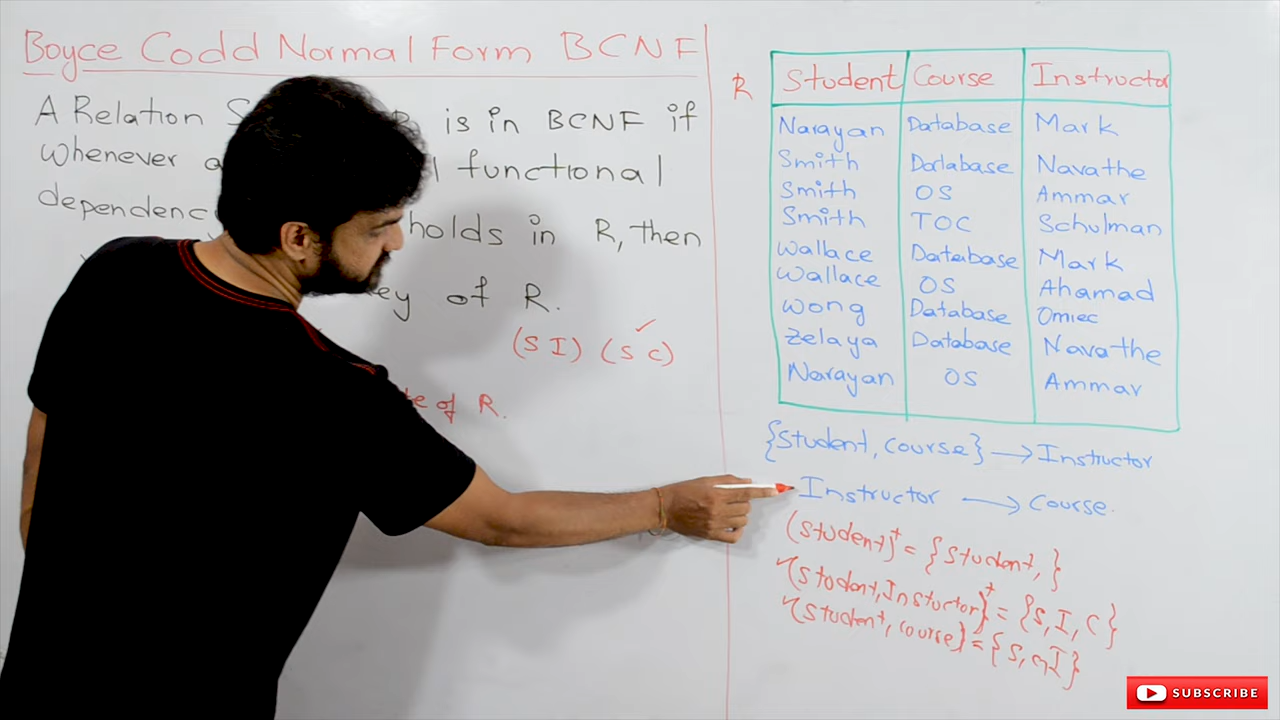 Boyce Codd Normal Form BCNF
A Relation is in BCNF if
whenever functional
dependency holds in R, then
key of R.
(S I) (S C)
of R.
R
Student Course Instructor
Narayan Database Mark
Smith Database Navathe
Smith OS Ammar
Smith TOC Schulman
Wallace Database Mark
Wallace OS Ahamad
Wong Database Omiec
Zelaya Database Navathe
Narayan OS Ammar
{Student, Course} → Instructor
Instructor → Course.
(Student)⁺ = {Student, }
(Student, Instuctor}⁺ = {S, I, C}
(Student, Course}⁺ = {S, C, I}
SUBSCRIBE